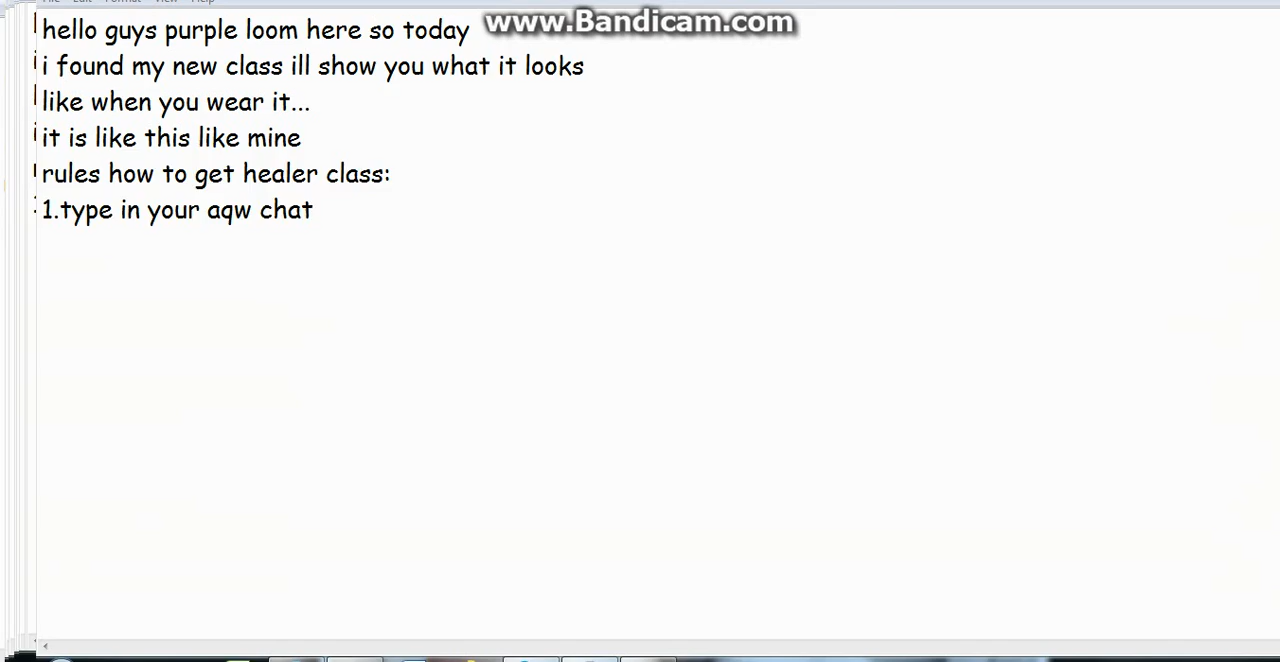 www.Bandicam.com
hello guys purple loom here so today
i found my new class ill show you what it looks
like when you wear it...
it is like this like mine
rules how to get healer class:
1.type in your aqw chat